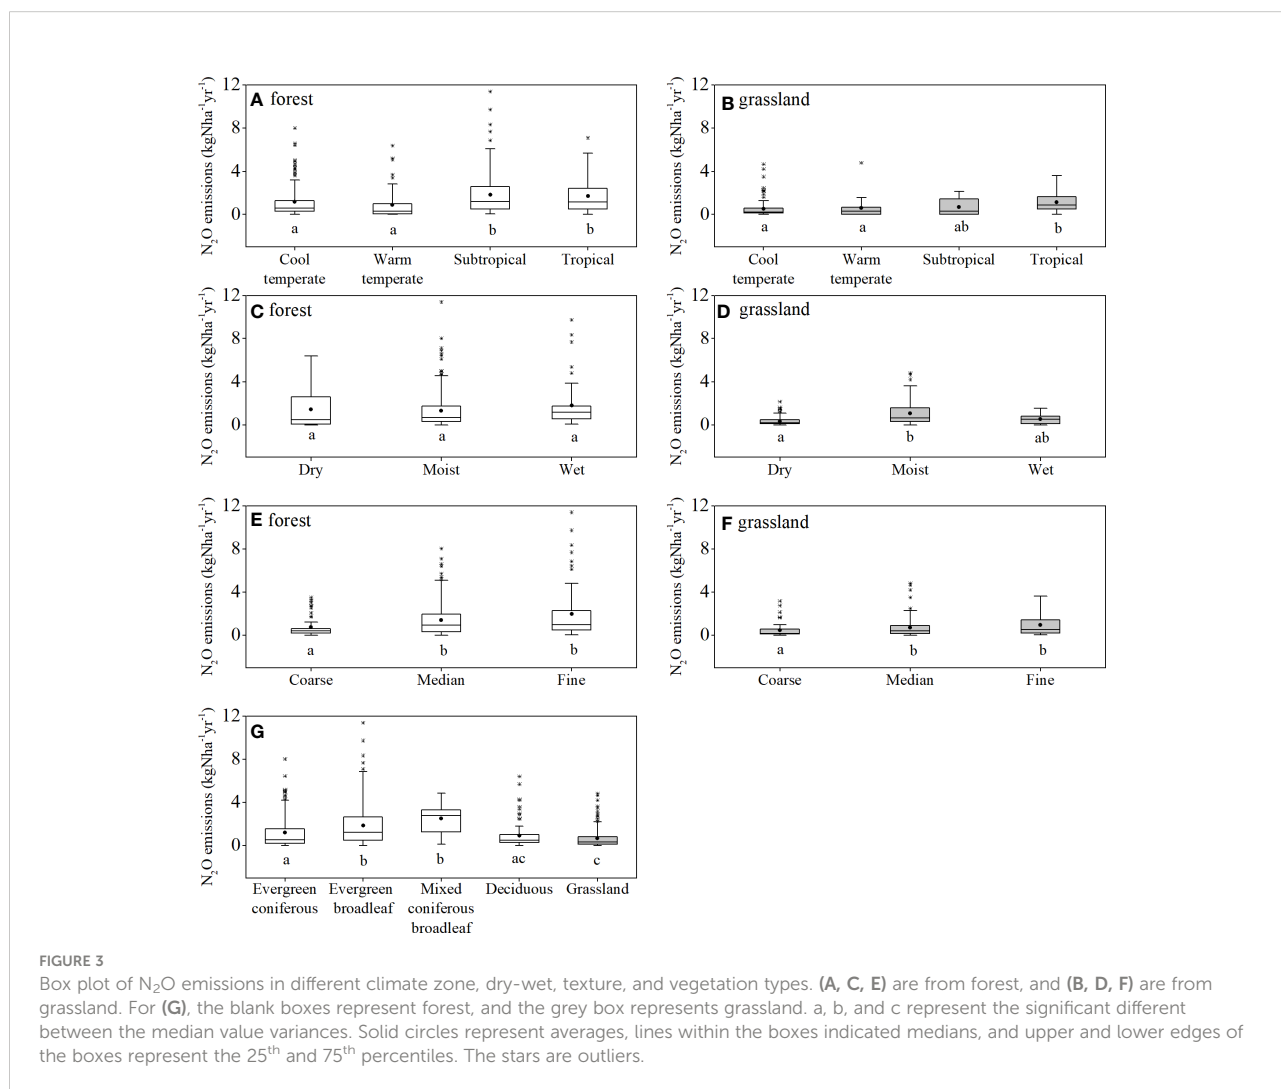 A forest
N2O emissions (kgNha-1yr-1)
12
8
4
0
a
a
b
b
Cool temperate
Warm temperate
Subtropical
Tropical
B grassland
N2O emissions (kgNha-1yr-1)
12
8
4
0
a
a
ab
b
Cool temperate
Warm temperate
Subtropical
Tropical
C forest
N2O emissions (kgNha-1yr-1)
12
8
4
0
a
a
a
Dry
Moist
Wet
D grassland
N2O emissions (kgNha-1yr-1)
12
8
4
0
a
b
ab
Dry
Moist
Wet
E forest
N2O emissions (kgNha-1yr-1)
12
8
4
0
a
b
b
Coarse
Median
Fine
F grassland
N2O emissions (kgNha-1yr-1)
12
8
4
0
a
b
b
Coarse
Median
Fine
G
N2O emissions (kgNha-1yr-1)
12
8
4
0
a
b
b
ac
c
Evergreen coniferous
Evergreen broadleaf
Mixed coniferous broadleaf
Deciduous
Grassland
FIGURE 3
Box plot of N2O emissions in different climate zone, dry-wet, texture, and vegetation types. (A, C, E) are from forest, and (B, D, F) are from
grassland. For (G), the blank boxes represent forest, and the grey box represents grassland. a, b, and c represent the significant different
between the median value variances. Solid circles represent averages, lines within the boxes indicated medians, and upper and lower edges of
the boxes represent the 25th and 75th percentiles. The stars are outliers.